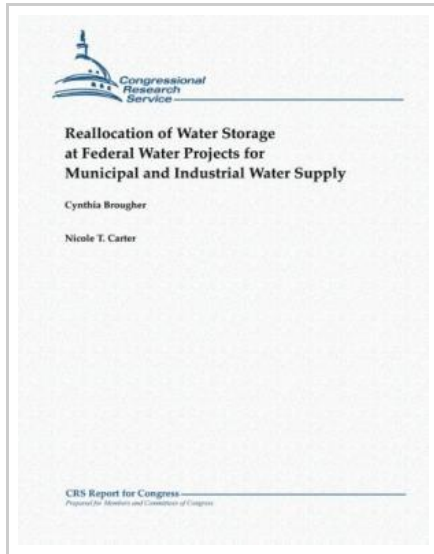 Congressional
Research
Service
Reallocation of Water Storage
at Federal Water Projects for
Municipal and Industrial Water Supply
Cynthia Brougher
Nicole T. Carter
CRS Report for Congress
Prepared for Members and Committees of Congress